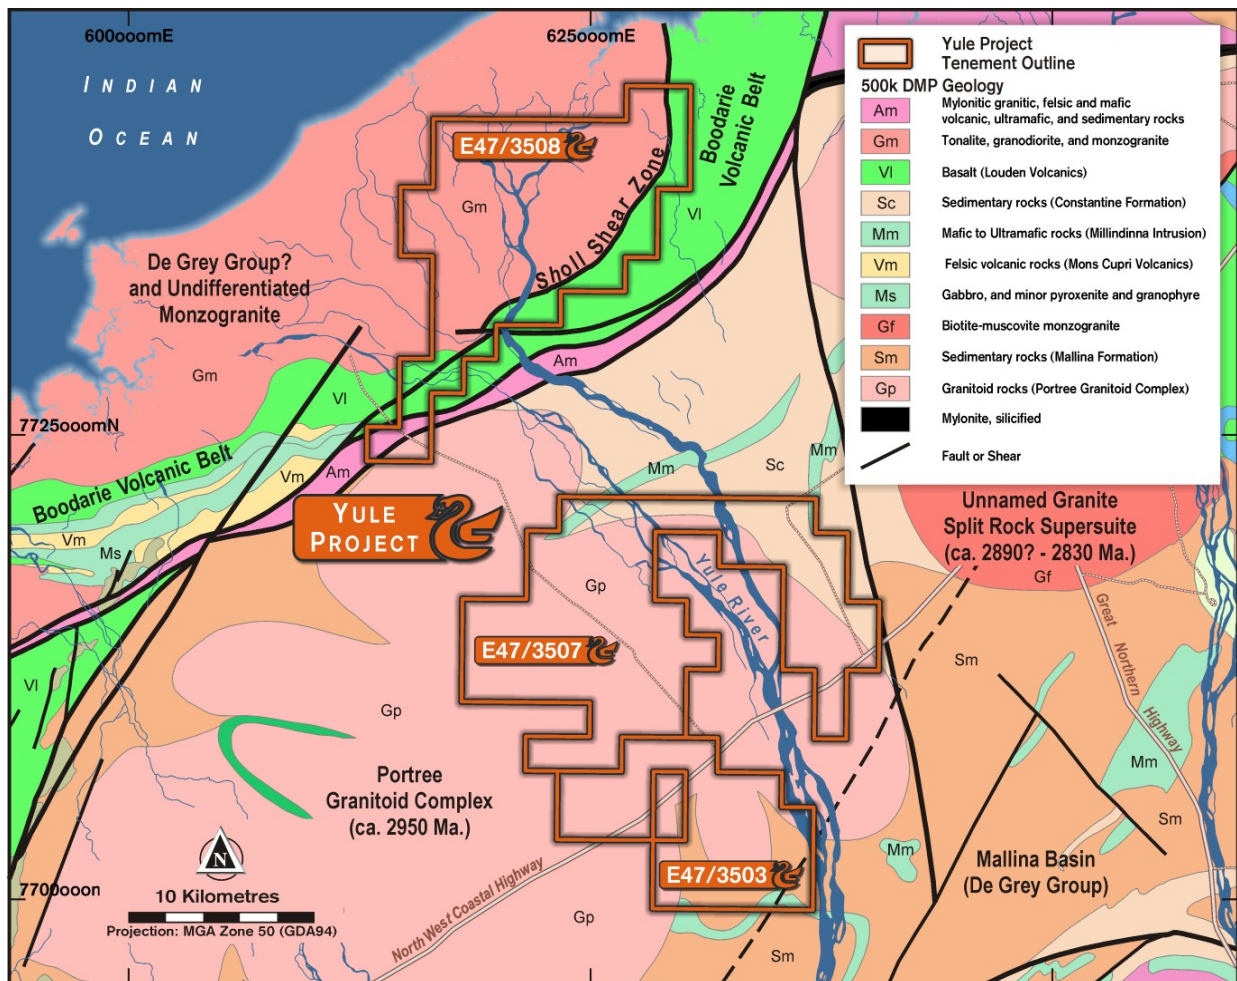 600000mE
625000mE
INDIAN
OCEAN
E47/3508
Boodarie
Volcanic Belt
Sholl Shear Zone
Gm
Vl
De Grey Group?
and Undifferentiated
Monzogranite
Gm
Vl
Am
7725000mN
Boodarie Volcanic Belt
Vm
Am
Mm
Sc
Mm
Vm
Ms
YULE
PROJECT
Gp
Yule River
E47/3507
Vl
Gp
Portree
Granitoid Complex
(ca. 2950 Ma.)
Unnamed Granite
Split Rock Supersuite
(ca. 2890? - 2830 Ma.)
Gf
Great Northern Highway
Sm
Mm
Sm
Mm
Mallina Basin
(De Grey Group)
E47/3503
North West Coastal Highway
Gp
Sm
7700000n
N
10 Kilometres
Projection: MGA Zone 50 (GDA94)
Yule Project
Tenement Outline
500k DMP Geology
Am Mylonitic granitic, felsic and mafic
volcanic, ultramafic, and sedimentary rocks
Gm Tonalite, granodiorite, and monzogranite
Vl Basalt (Louden Volcanics)
Sc Sedimentary rocks (Constantine Formation)
Mm Mafic to Ultramafic rocks (Millindinna Intrusion)
Vm Felsic volcanic rocks (Mons Cupri Volcanics)
Ms Gabbro, and minor pyroxenite and granophyre
Gf Biotite-muscovite monzogranite
Sm Sedimentary rocks (Mallina Formation)
Gp Granitoid rocks (Portree Granitoid Complex)
Mylonite, silicified
Fault or Shear